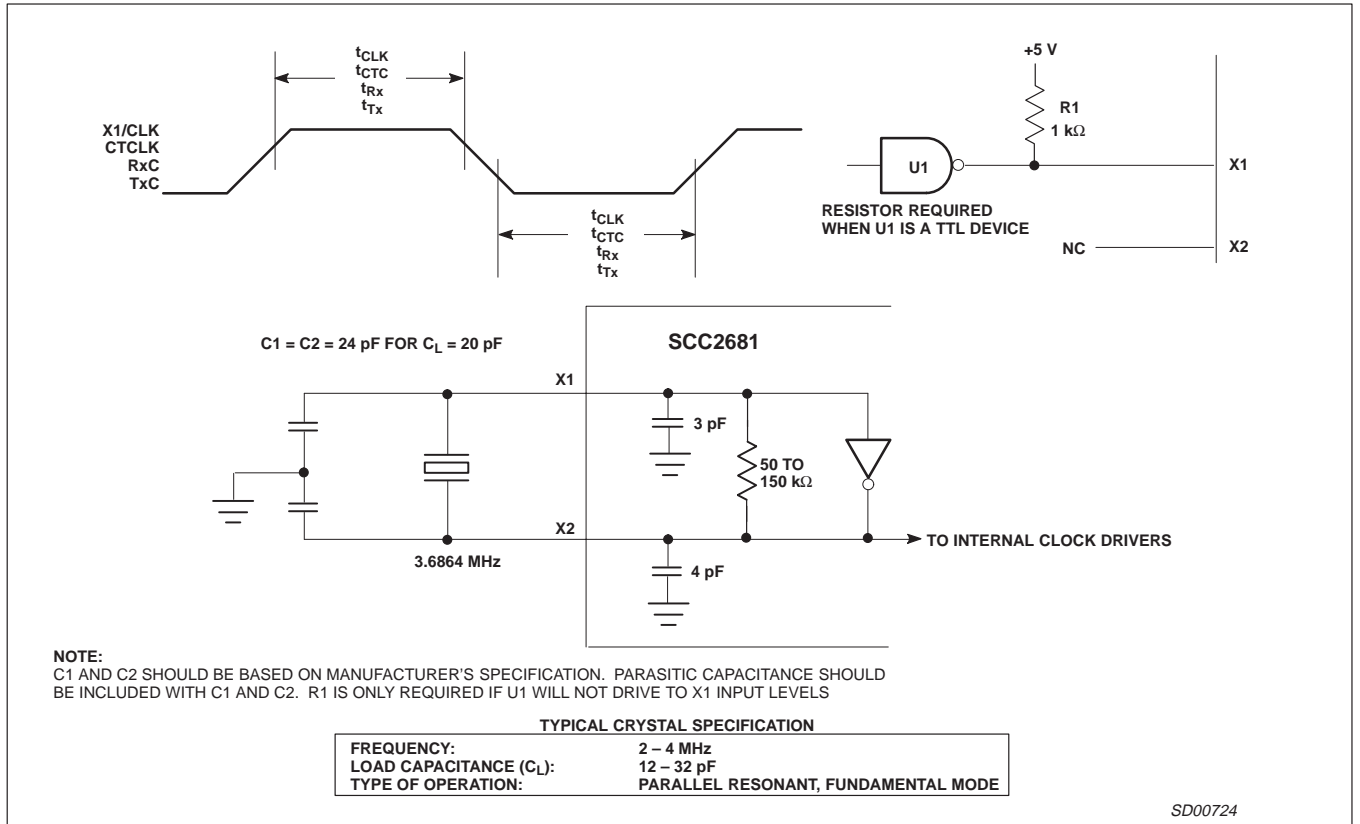 tCLK
tCTC
tRx
tTx
X1/CLK
CTCLK
RxC
TxC
tCLK
tCTC
tRx
tTx
+5 V
R1
1 kΩ
U1
X1
RESISTOR REQUIRED
WHEN U1 IS A TTL DEVICE
NC
X2
C1 = C2 = 24 pF FOR CL = 20 pF
SCC2681
X1
3 pF
50 TO
150 kΩ
X2
TO INTERNAL CLOCK DRIVERS
3.6864 MHz
4 pF
NOTE:
C1 AND C2 SHOULD BE BASED ON MANUFACTURER'S SPECIFICATION. PARASITIC CAPACITANCE SHOULD
BE INCLUDED WITH C1 AND C2. R1 IS ONLY REQUIRED IF U1 WILL NOT DRIVE TO X1 INPUT LEVELS
TYPICAL CRYSTAL SPECIFICATION
FREQUENCY: 2 – 4 MHz
LOAD CAPACITANCE (CL): 12 – 32 pF
TYPE OF OPERATION: PARALLEL RESONANT, FUNDAMENTAL MODE
SD00724